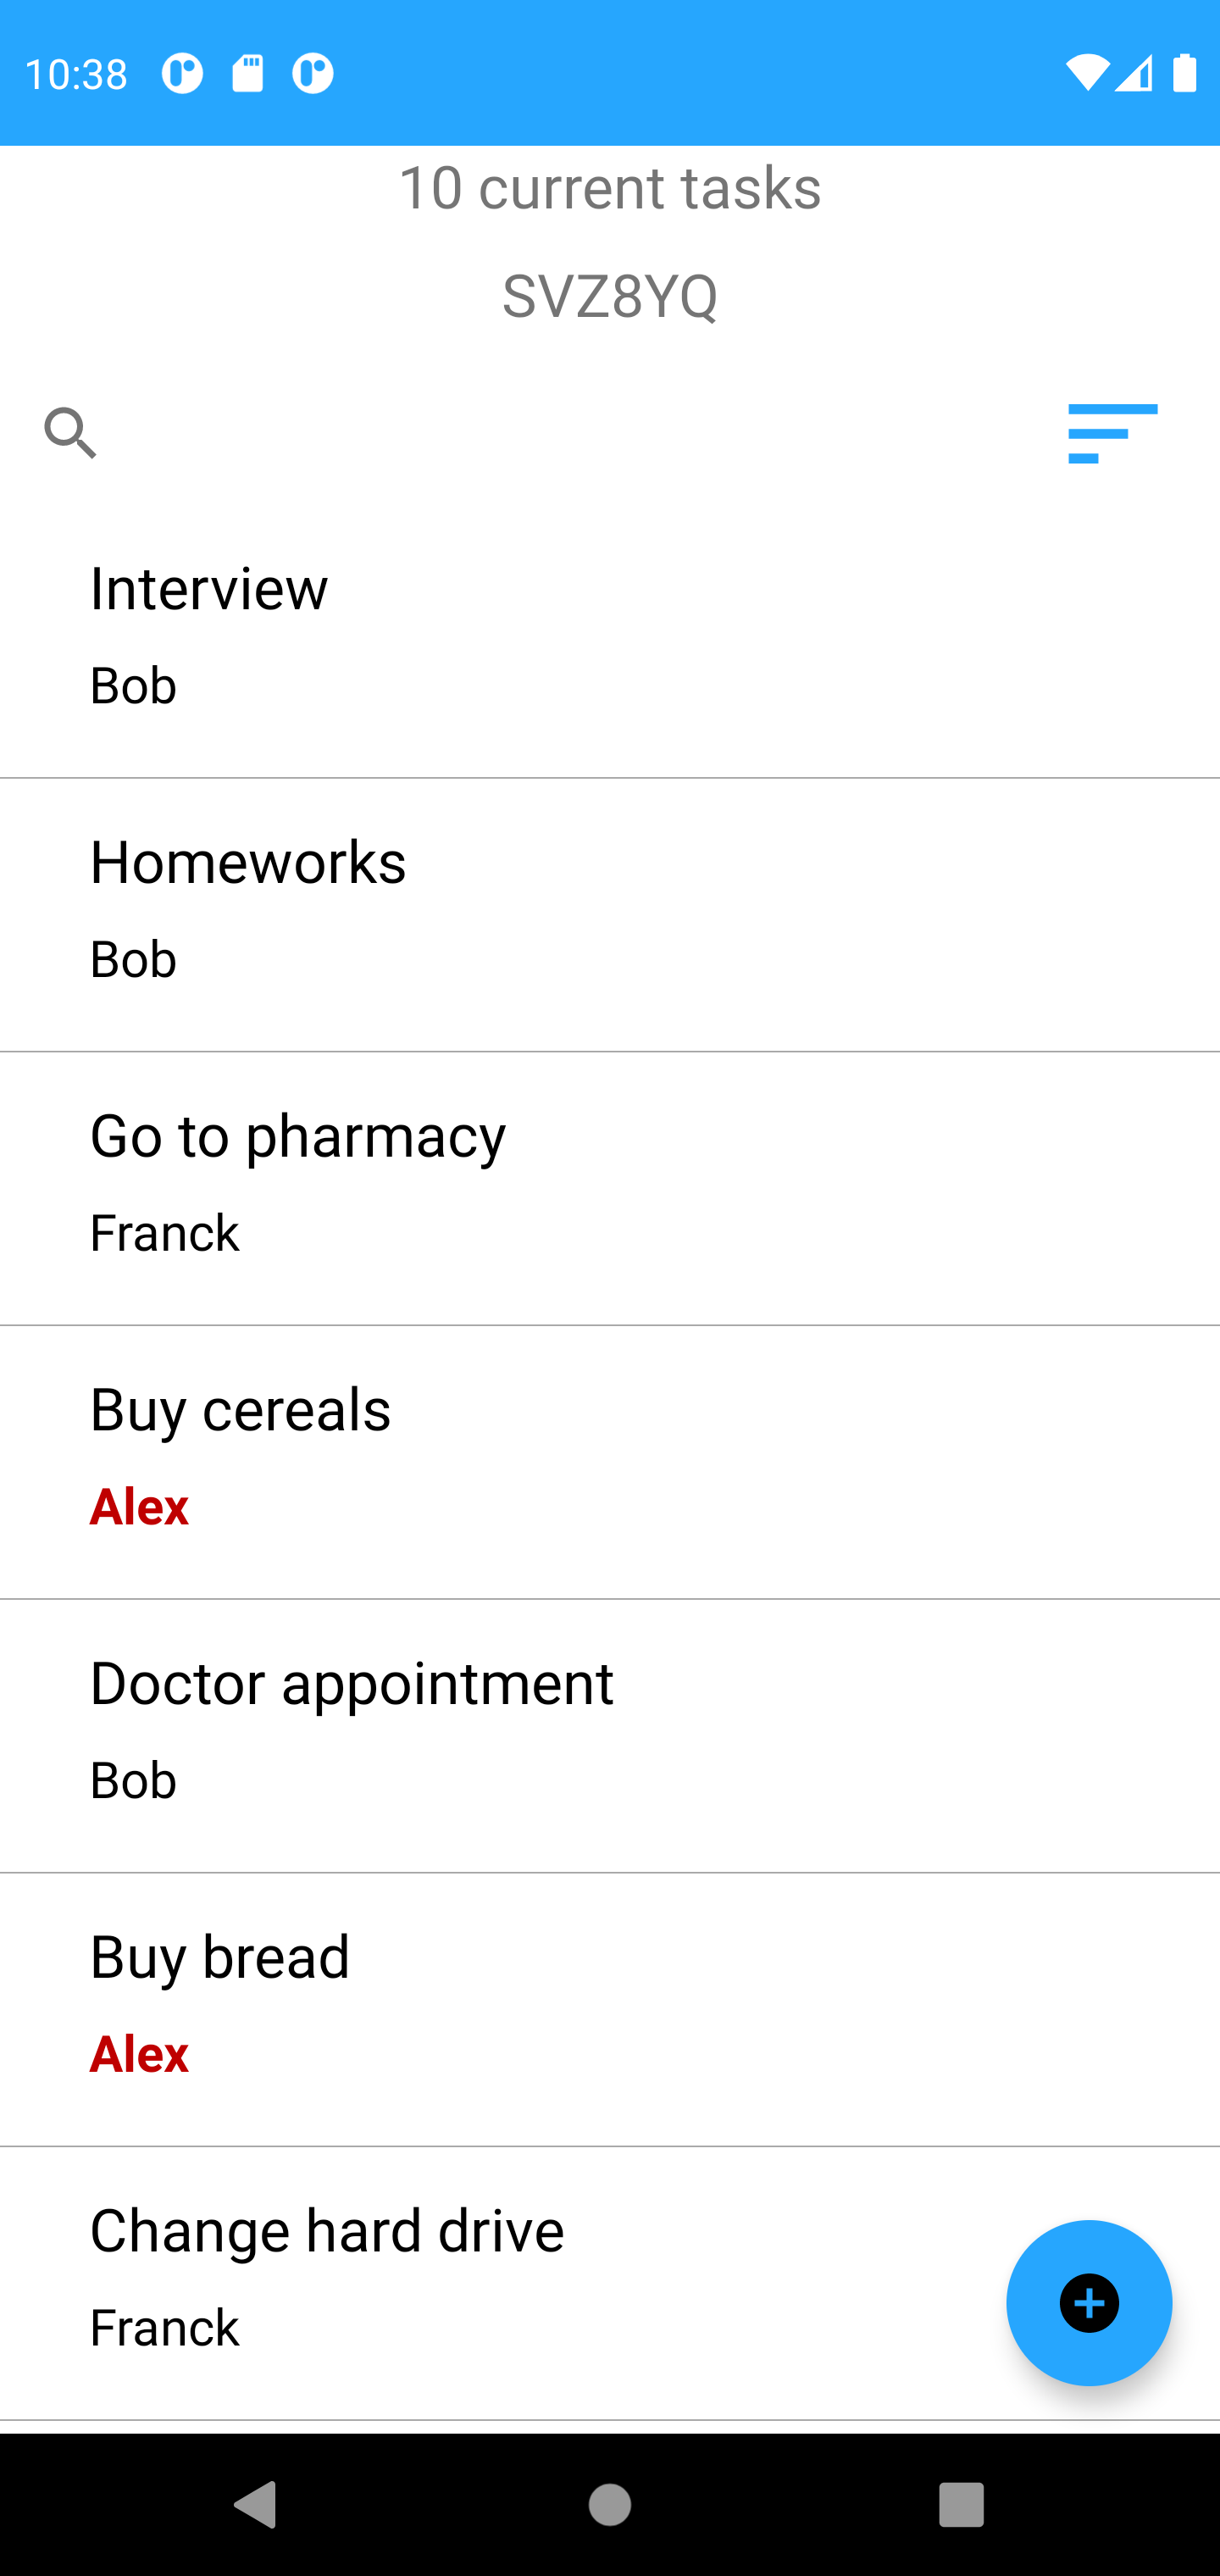 10:38
10 current tasks
SVZ8YQ
Interview
Bob
Homeworks
Bob
Go to pharmacy
Franck
Buy cereals
Alex
Doctor appointment
Bob
Buy bread
Alex
Change hard drive
Franck